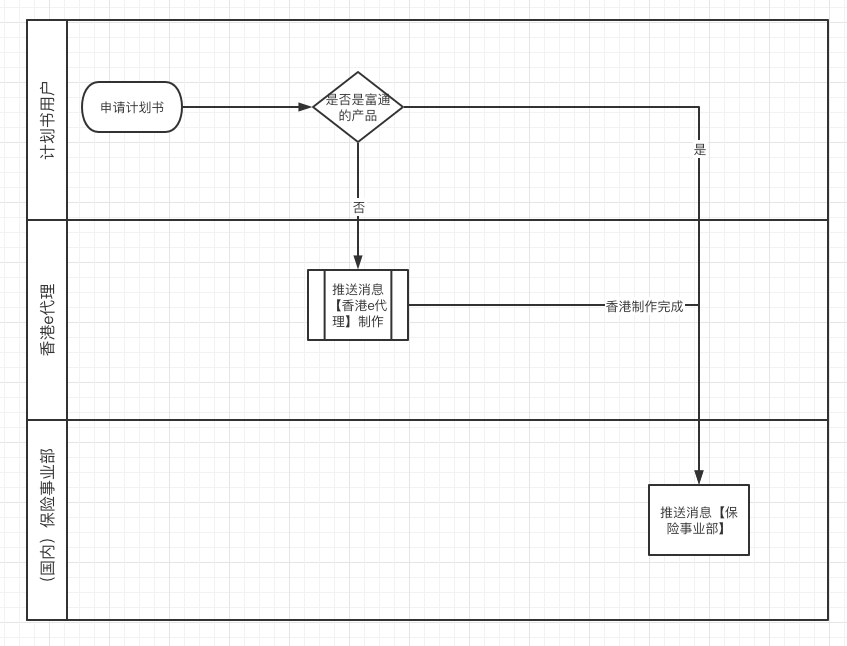 计划书用户
申请计划书
是否是富通
的产品
是
否
香港e代理
推送消息
【香港e代
理】制作
香港制作完成
（国内）保险事业部
推送消息【保
险事业部】